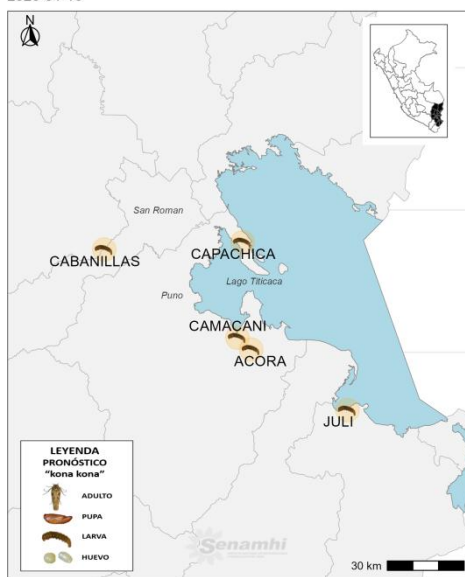 N
San Roman
CABANILLAS
CAPACHICA
Lago Titicaca
Puno
CAMACANI
ACORA
JULI
LEYENDA
PRONÓSTICO
"kona kona"
ADULTO
PUPA
LARVA
HUEVO
Senamhi
30 km